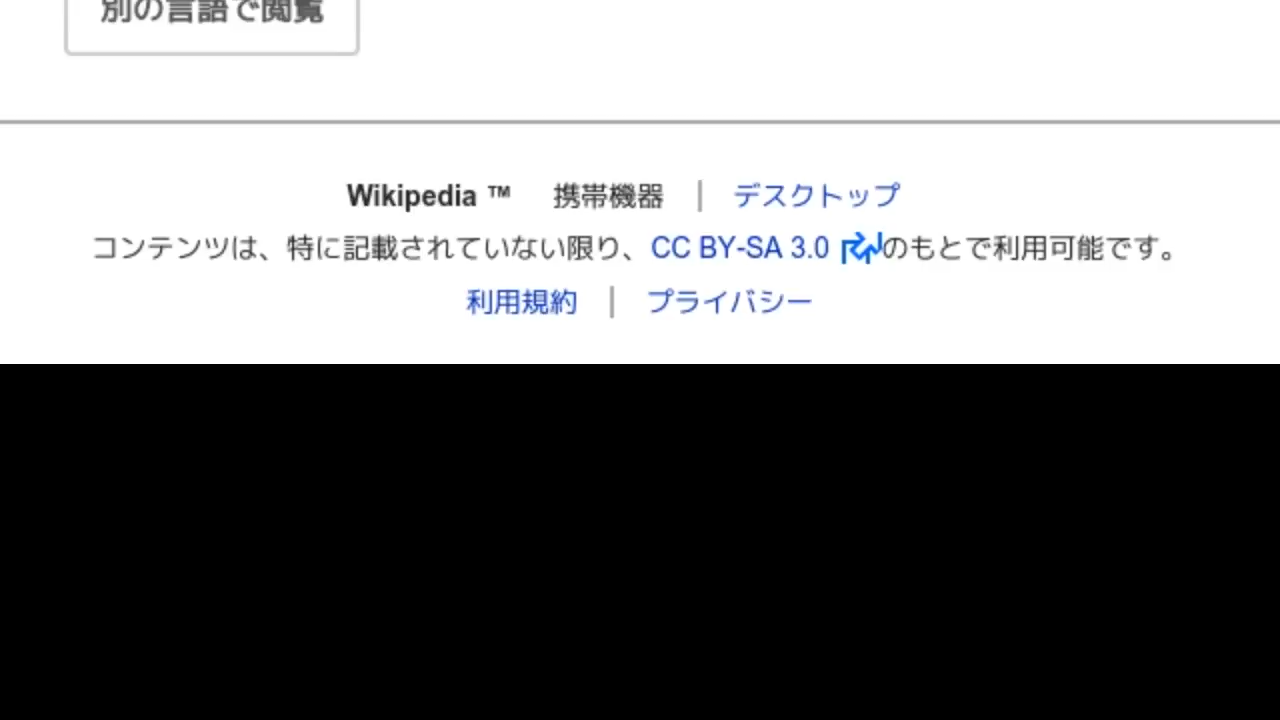 別の言語で閲覧
Wikipedia ™ 携帯機器 | デスクトップ
コンテンツは、特に記載されていない限り、CC BY-SA 3.0 のもとで利用可能です。
利用規約 | プライバシー